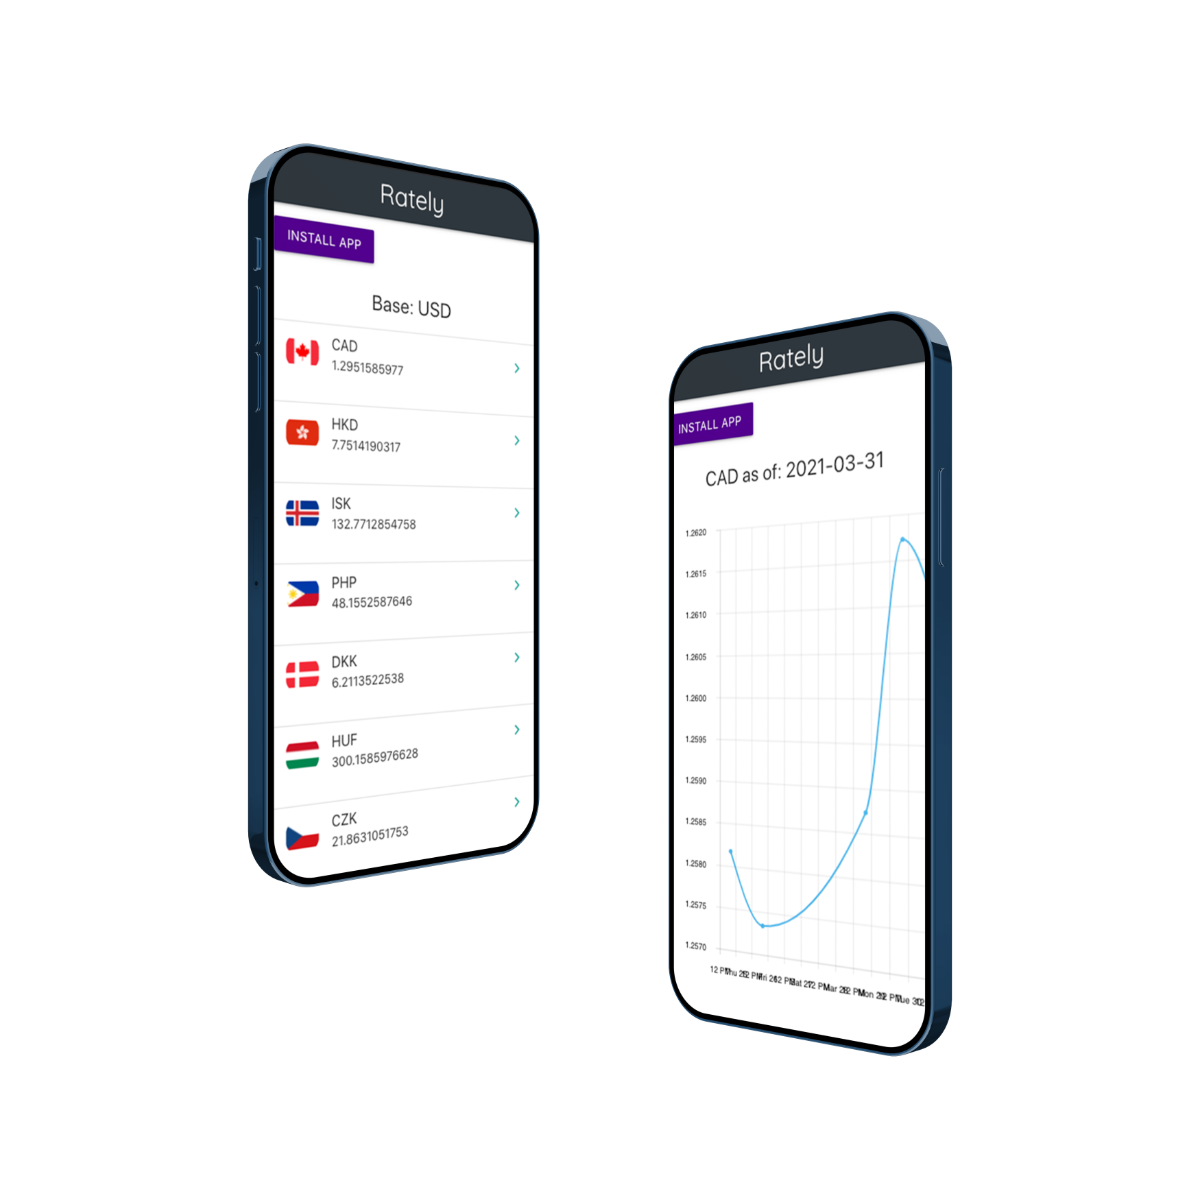 Rately
INSTALL APP
Base: USD
CAD
1.2951585977
HKD
7.7514190317
ISK
132.7712854758
PHP
48.1552587646
DKK
6.2113522538
HUF
300.1585976628
CZK
21.8631051753
Rately
INSTALL APP
CAD as of: 2021-03-31
1.2620
1.2615
1.2610
1.2605
1.2600
1.2595
1.2590
1.2585
1.2580
1.2575
1.2570
12 PM